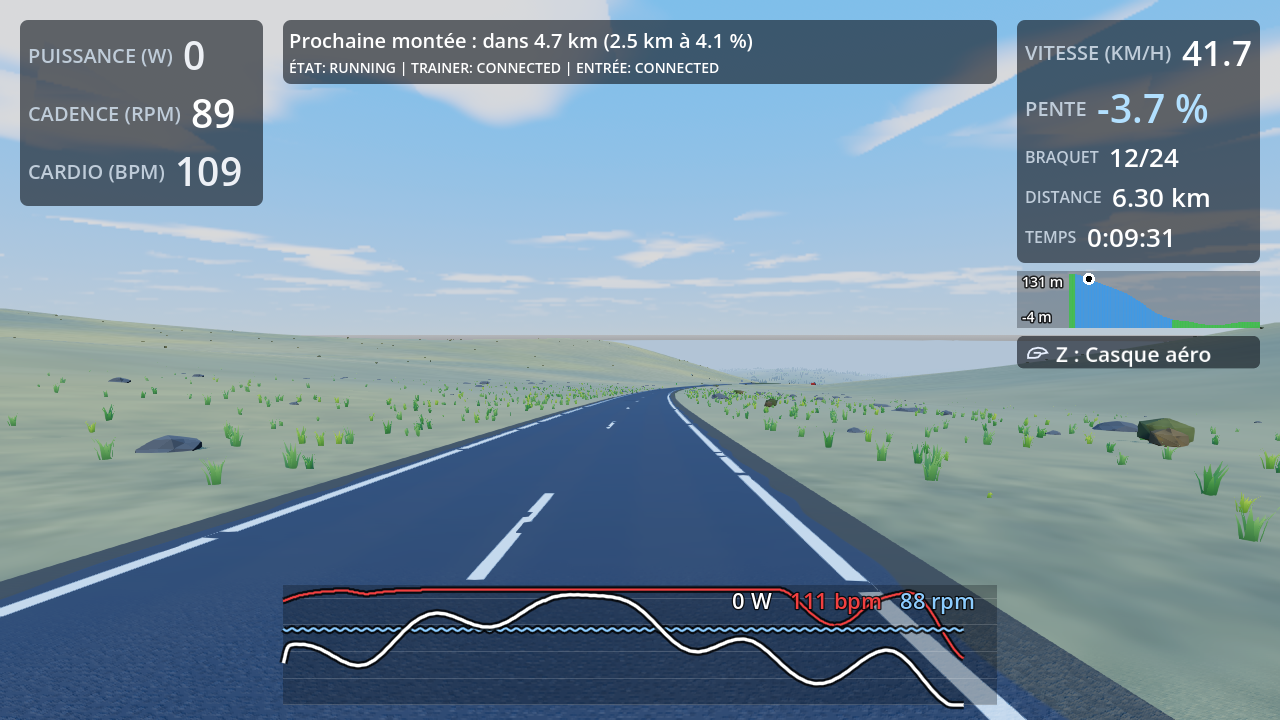 PUISSANCE (W) 0
CADENCE (RPM) 89
CARDIO (BPM) 109
Prochaine montée : dans 4.7 km (2.5 km à 4.1 %)
ÉTAT: RUNNING | TRAINER: CONNECTED | ENTRÉE: CONNECTED
VITESSE (KM/H) 41.7
PENTE -3.7 %
BRAQUET 12/24
DISTANCE 6.30 km
TEMPS 0:09:31
131 m
-4 m
Z : Casque aéro
0 W 111 bpm 88 rpm